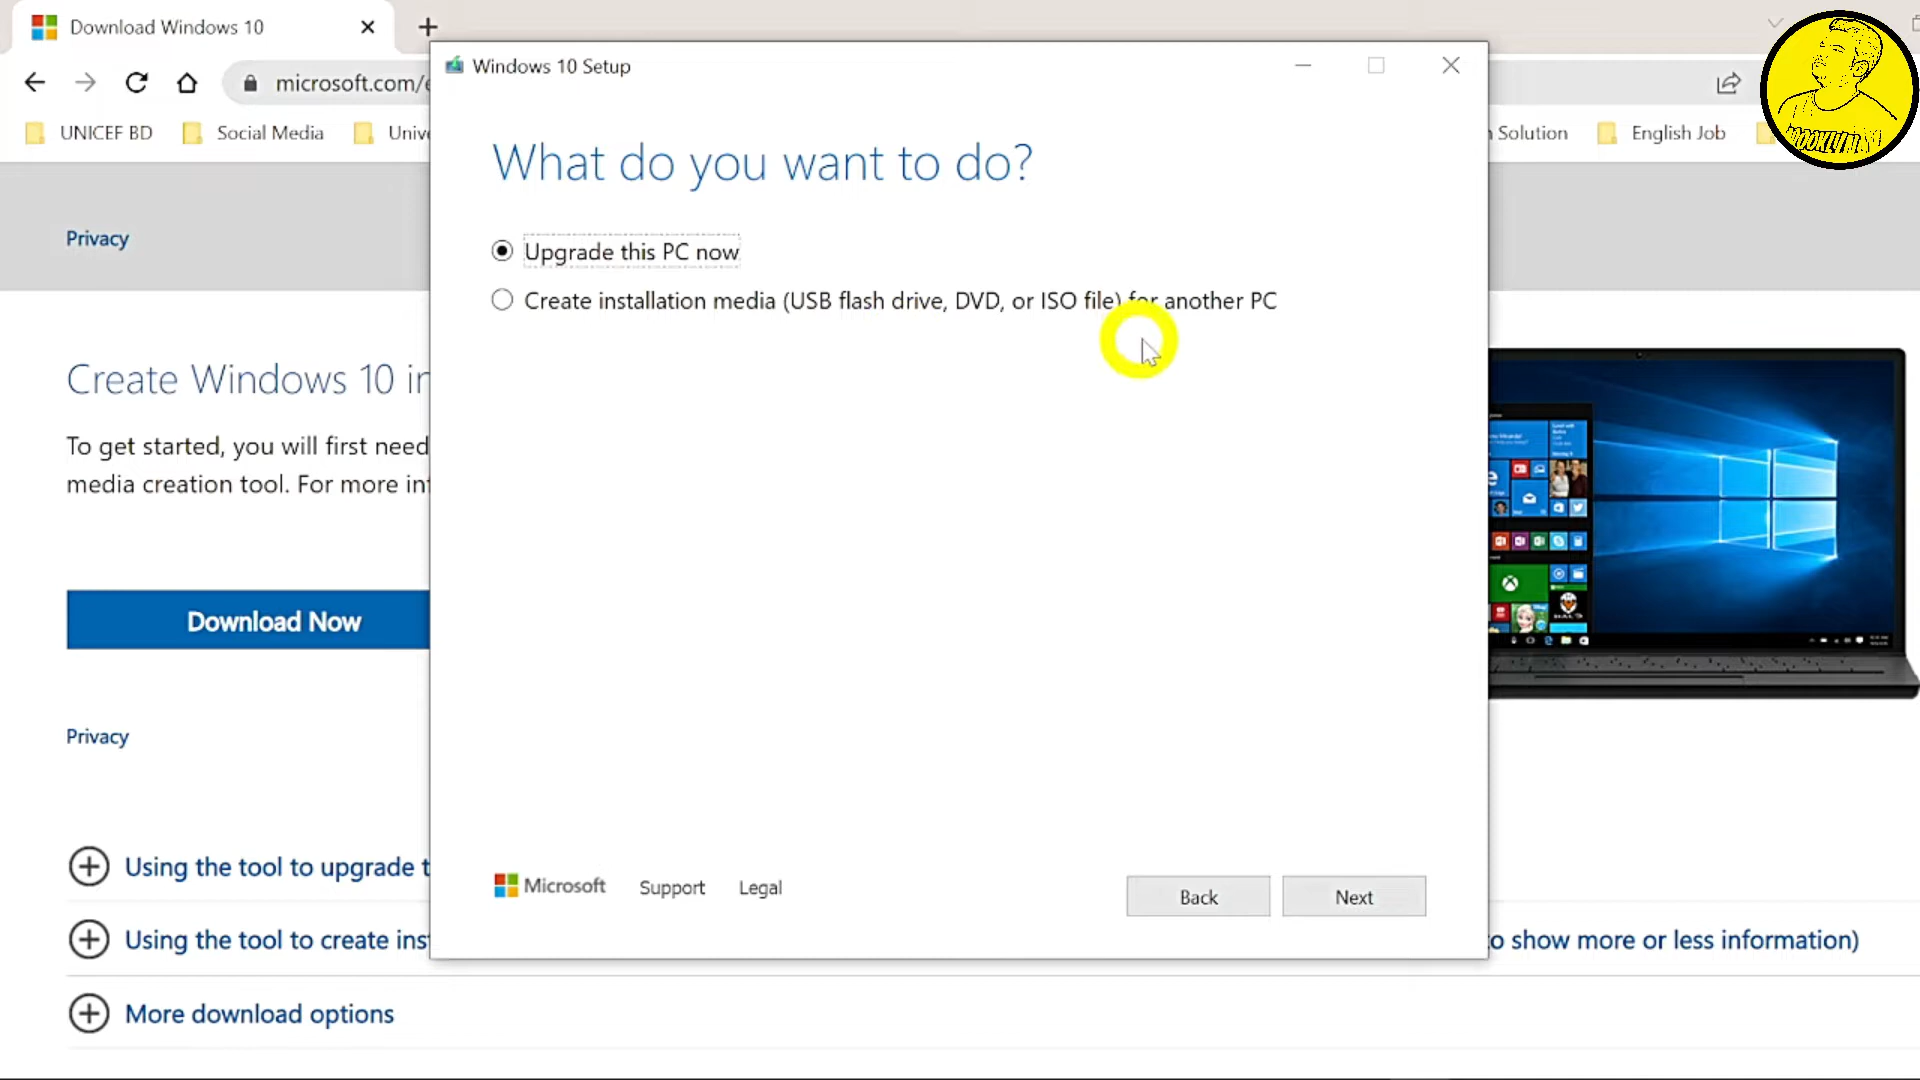 Download Windows 10
Windows 10 Setup
microsoft.com/e
UNICEF BD
Social Media
Unive
n Solution
English Job
What do you want to do?
Privacy
Upgrade this PC now
Create installation media (USB flash drive, DVD, or ISO file) for another PC
Create Windows 10 in
To get started, you will first need
media creation tool. For more in
Download Now
Privacy
Using the tool to upgrade t
Microsoft
Support
Legal
Back
Next
Using the tool to create ins
to show more or less information)
More download options